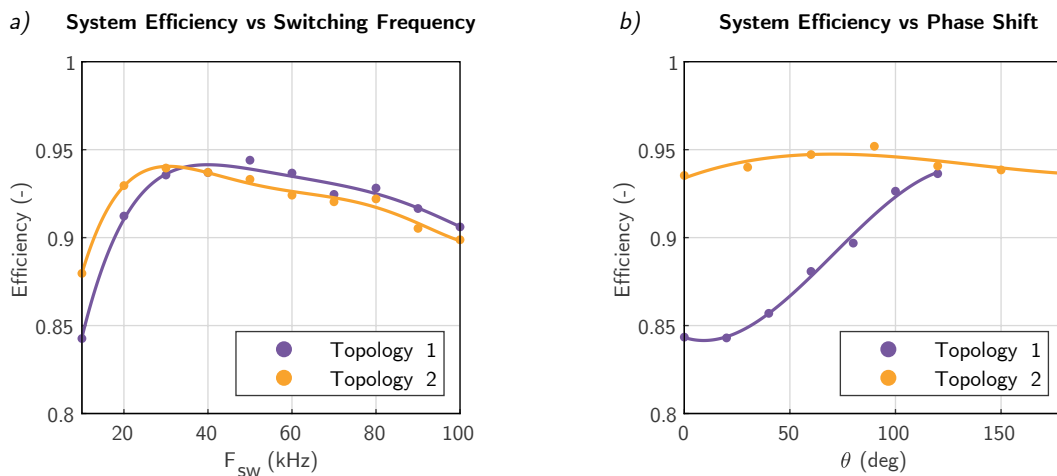 a) System Efficiency vs Switching Frequency
1
0.95
0.9
0.85
0.8
Efficiency (-)
Topology 1
Topology 2
20 40 60 80 100
F_sw (kHz)
b) System Efficiency vs Phase Shift
1
0.95
0.9
0.85
0.8
Efficiency (-)
Topology 1
Topology 2
0 50 100 150
θ (deg)